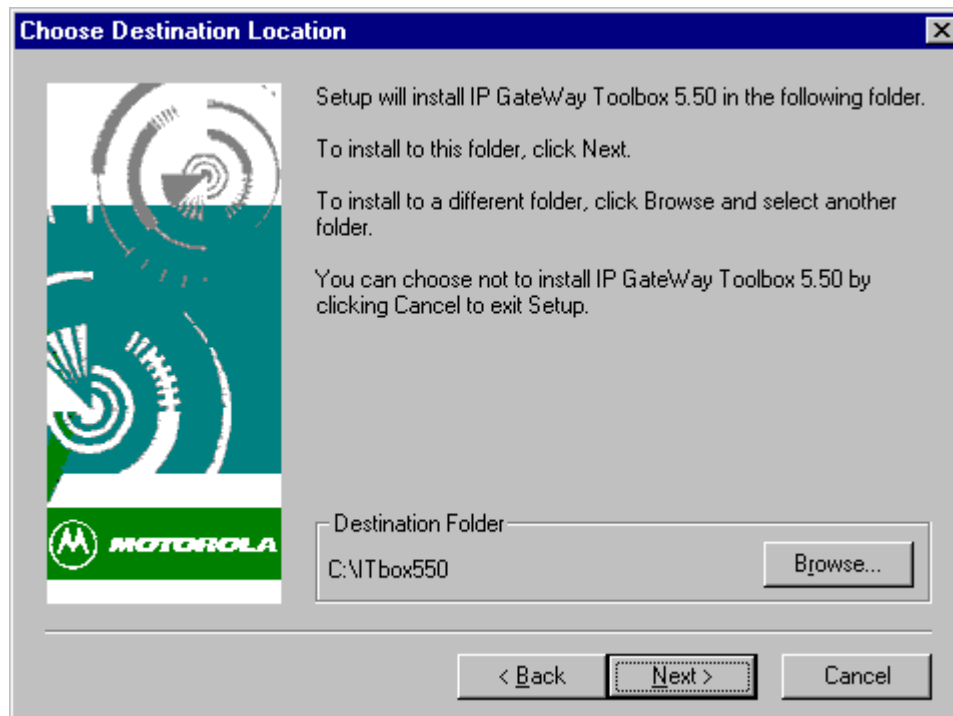 Choose Destination Location
Setup will install IP GateWay Toolbox 5.50 in the following folder.
To install to this folder, click Next.
To install to a different folder, click Browse and select another
folder.
You can choose not to install IP GateWay Toolbox 5.50 by
clicking Cancel to exit Setup.
MOTOROLA
Destination Folder
C:\ITbox550
Browse...
< Back
Next >
Cancel